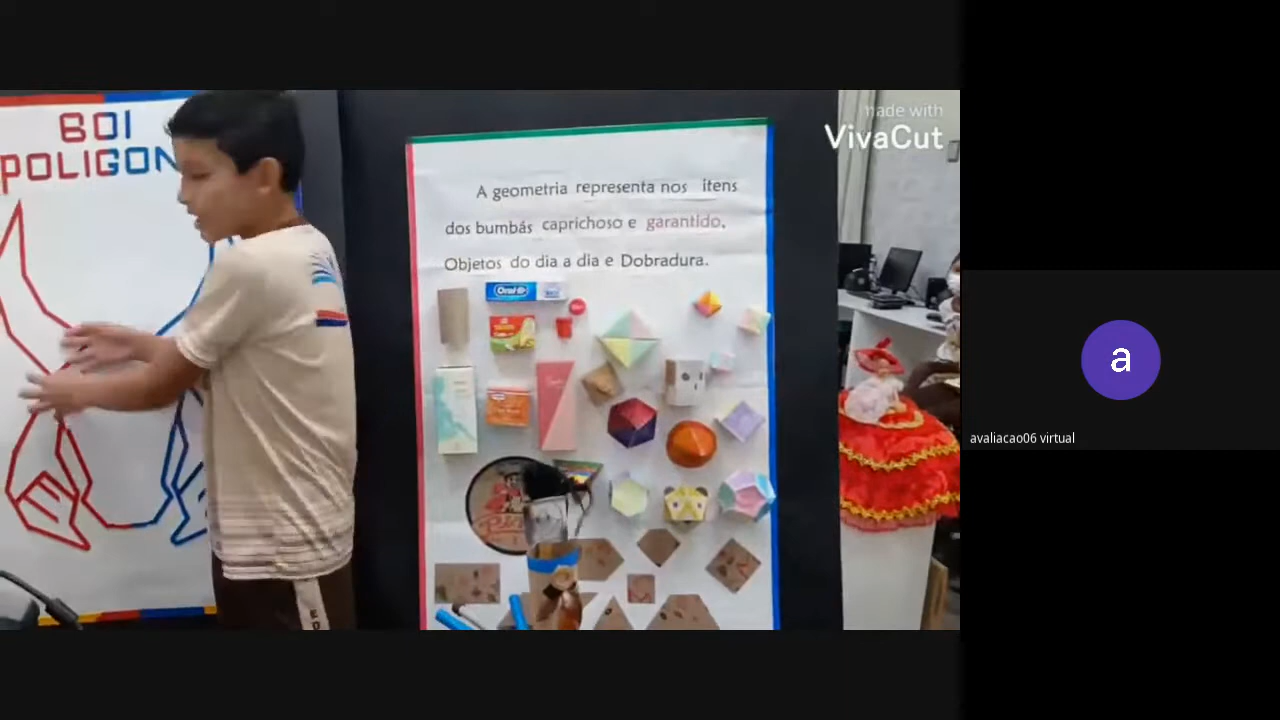 BOI
POLIGON
A geometria representa nos itens
dos bumbás caprichoso e garantido,
Objetos do dia a dia e Dobradura.
Oral-B
made with
VivaCut
a
avaliacao06 virtual